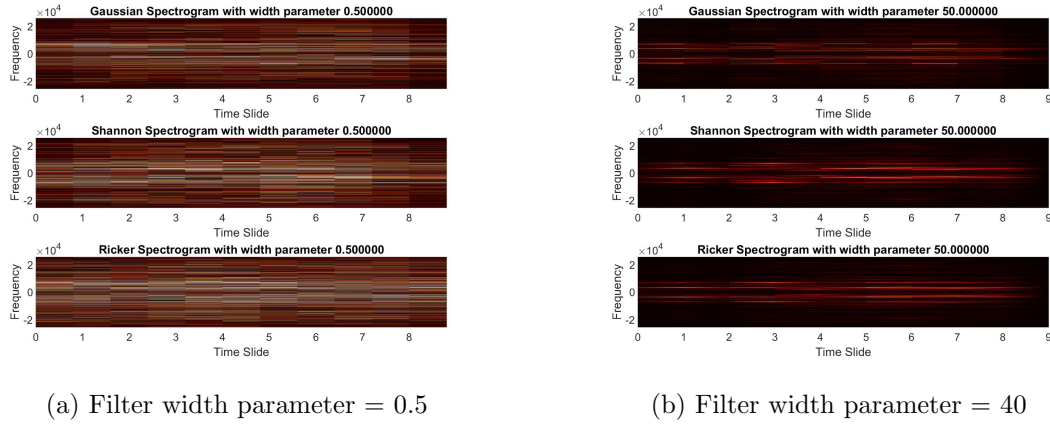 Gaussian Spectrogram with width parameter 0.500000
×10⁴
2
0
-2
Frequency
0 1 2 3 4 5 6 7 8
Time Slide
Shannon Spectrogram with width parameter 0.500000
×10⁴
2
0
-2
Frequency
0 1 2 3 4 5 6 7 8
Time Slide
Ricker Spectrogram with width parameter 0.500000
×10⁴
2
0
-2
Frequency
0 1 2 3 4 5 6 7 8
Time Slide
(a) Filter width parameter = 0.5
Gaussian Spectrogram with width parameter 50.000000
×10⁴
2
0
-2
Frequency
0 1 2 3 4 5 6 7 8 9
Time Slide
Shannon Spectrogram with width parameter 50.000000
×10⁴
2
0
-2
Frequency
0 1 2 3 4 5 6 7 8 9
Time Slide
Ricker Spectrogram with width parameter 50.000000
×10⁴
2
0
-2
Frequency
0 1 2 3 4 5 6 7 8 9
Time Slide
(b) Filter width parameter = 40